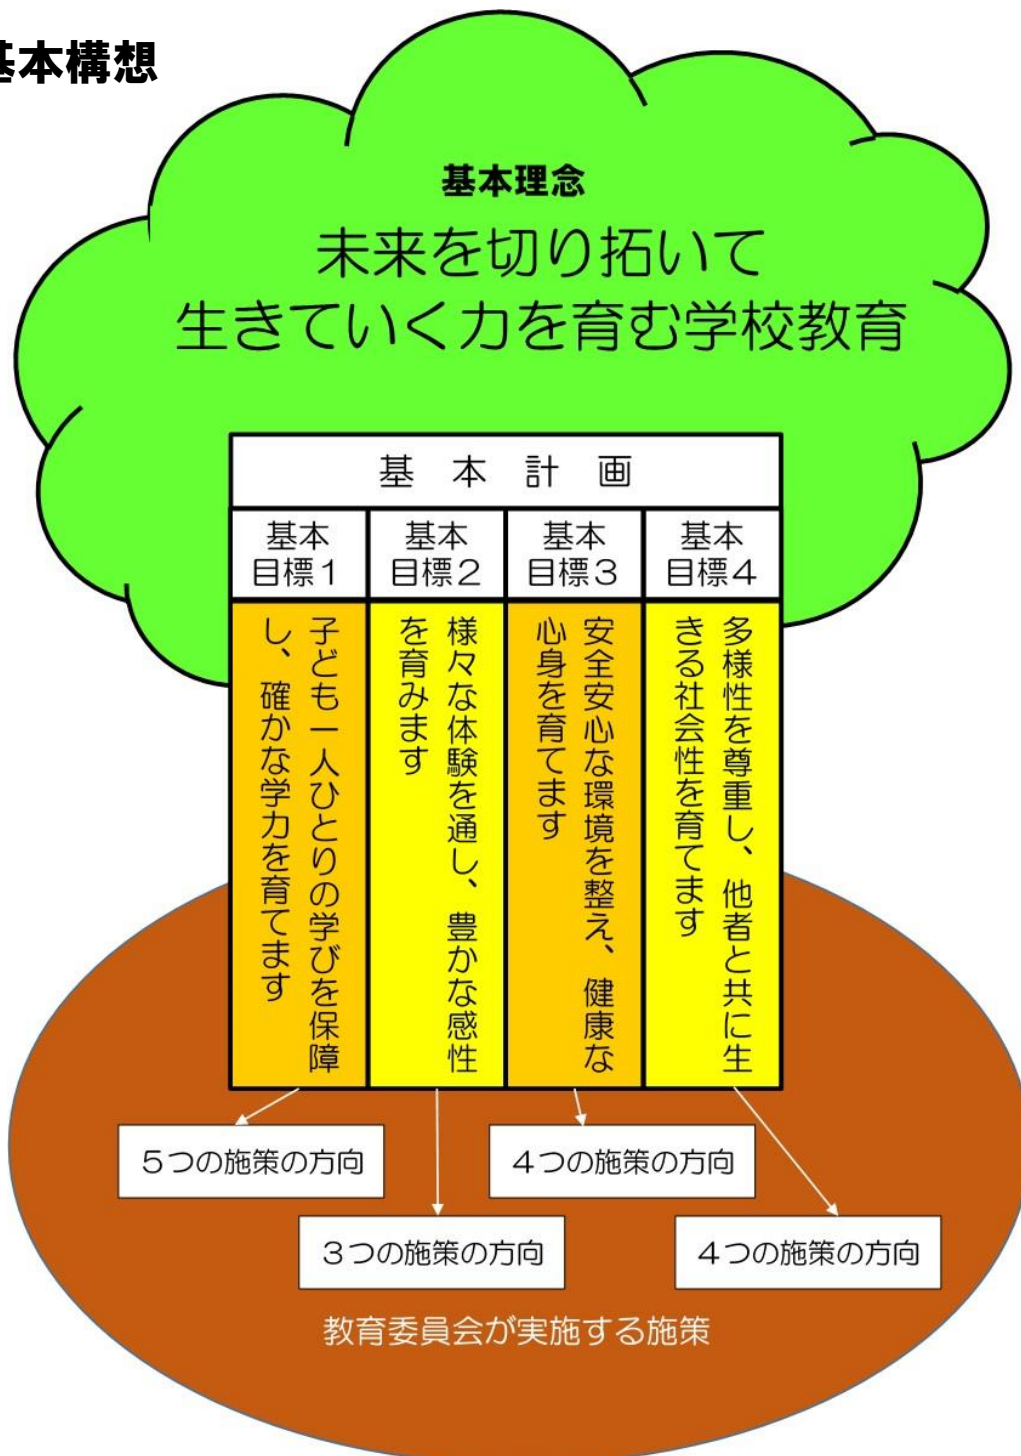 基本構想
基本理念
未来を切り拓いて
生きていく力を育む学校教育
基本計画
基本
目標1
基本
目標2
基本
目標3
基本
目標4
子ども一人ひとりの学びを保障
し、確かな学力を育てます
様々な体験を通し、豊かな感性
を育みます
安全安心な環境を整え、健康な
心身を育てます
多様性を尊重し、他者と共に生
きる社会性を育てます
5つの施策の方向
4つの施策の方向
3つの施策の方向
4つの施策の方向
教育委員会が実施する施策